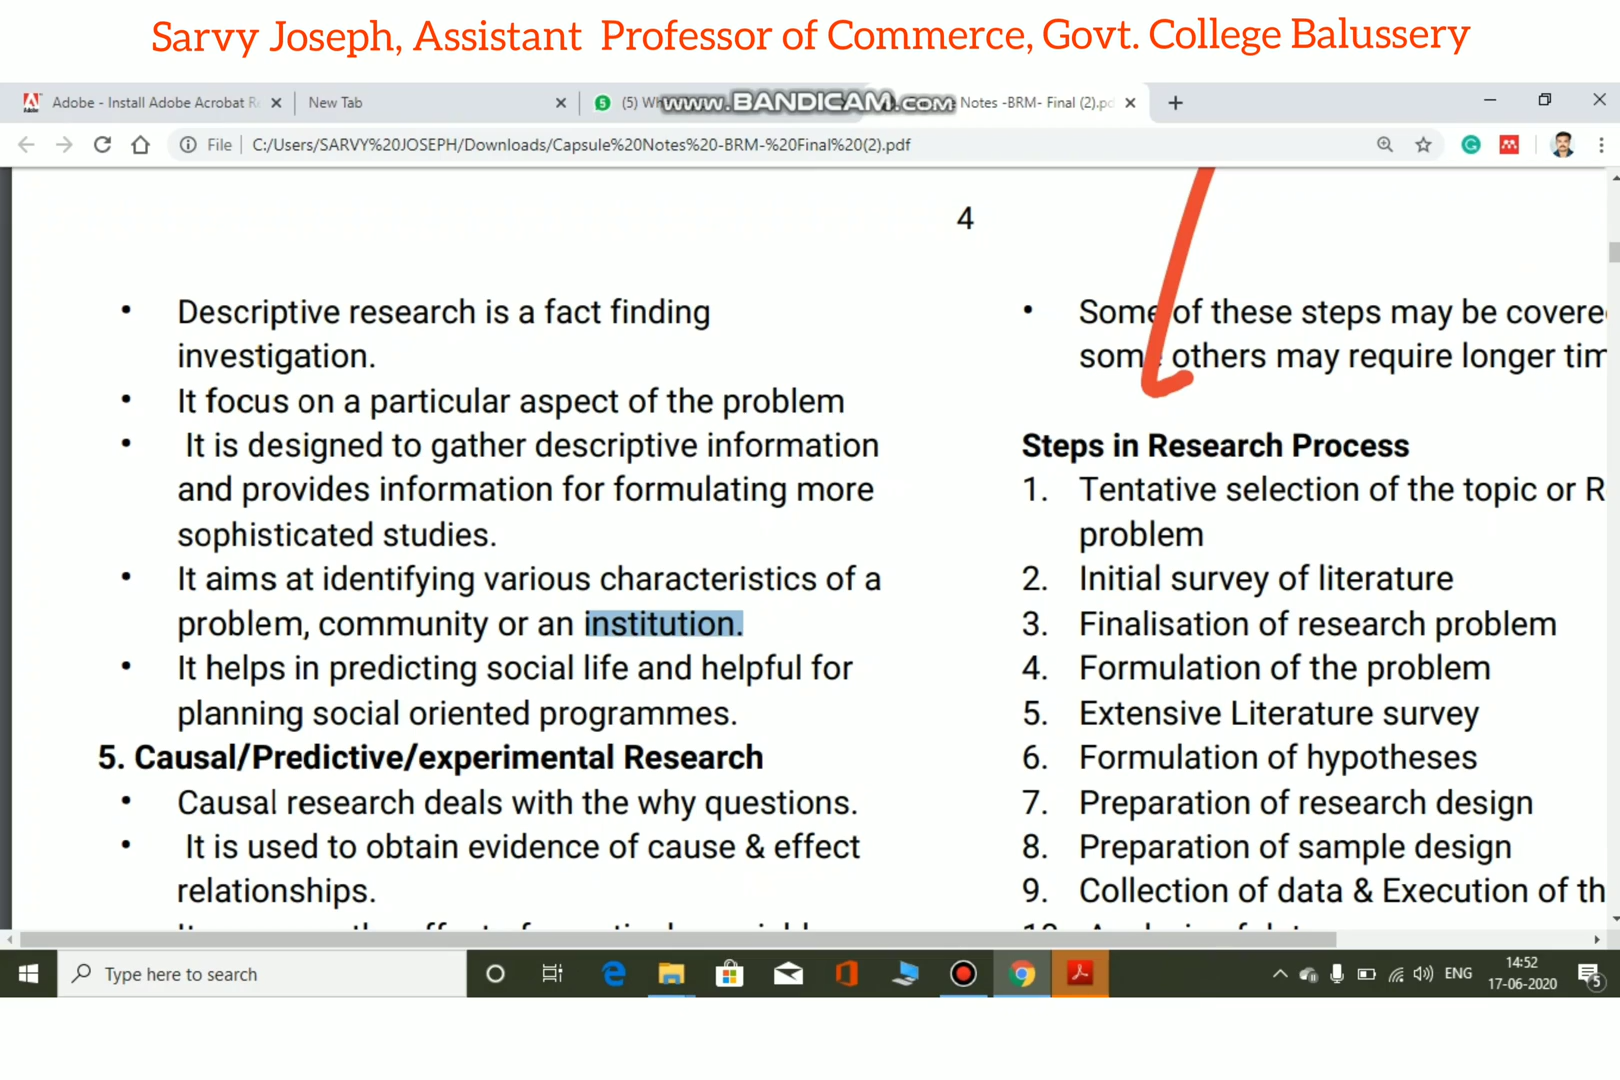 Sarvy Joseph, Assistant Professor of Commerce, Govt. College Balussery
Adobe - Install Adobe Acrobat Re
New Tab
(5) Wh
www.BANDICAM.com
Notes -BRM- Final (2).pd
File
C:/Users/SARVY%20JOSEPH/Downloads/Capsule%20Notes%20-BRM-%20Final%20(2).pdf
4
• Descriptive research is a fact finding
investigation.
• It focus on a particular aspect of the problem
• It is designed to gather descriptive information
and provides information for formulating more
sophisticated studies.
• It aims at identifying various characteristics of a
problem, community or an institution.
• It helps in predicting social life and helpful for
planning social oriented programmes.
5. Causal/Predictive/experimental Research
• Causal research deals with the why questions.
• It is used to obtain evidence of cause & effect
relationships.
• Some of these steps may be covere
some others may require longer tim
Steps in Research Process
1. Tentative selection of the topic or R
problem
2. Initial survey of literature
3. Finalisation of research problem
4. Formulation of the problem
5. Extensive Literature survey
6. Formulation of hypotheses
7. Preparation of research design
8. Preparation of sample design
9. Collection of data & Execution of th
Type here to search
ENG
14:52
17-06-2020
5